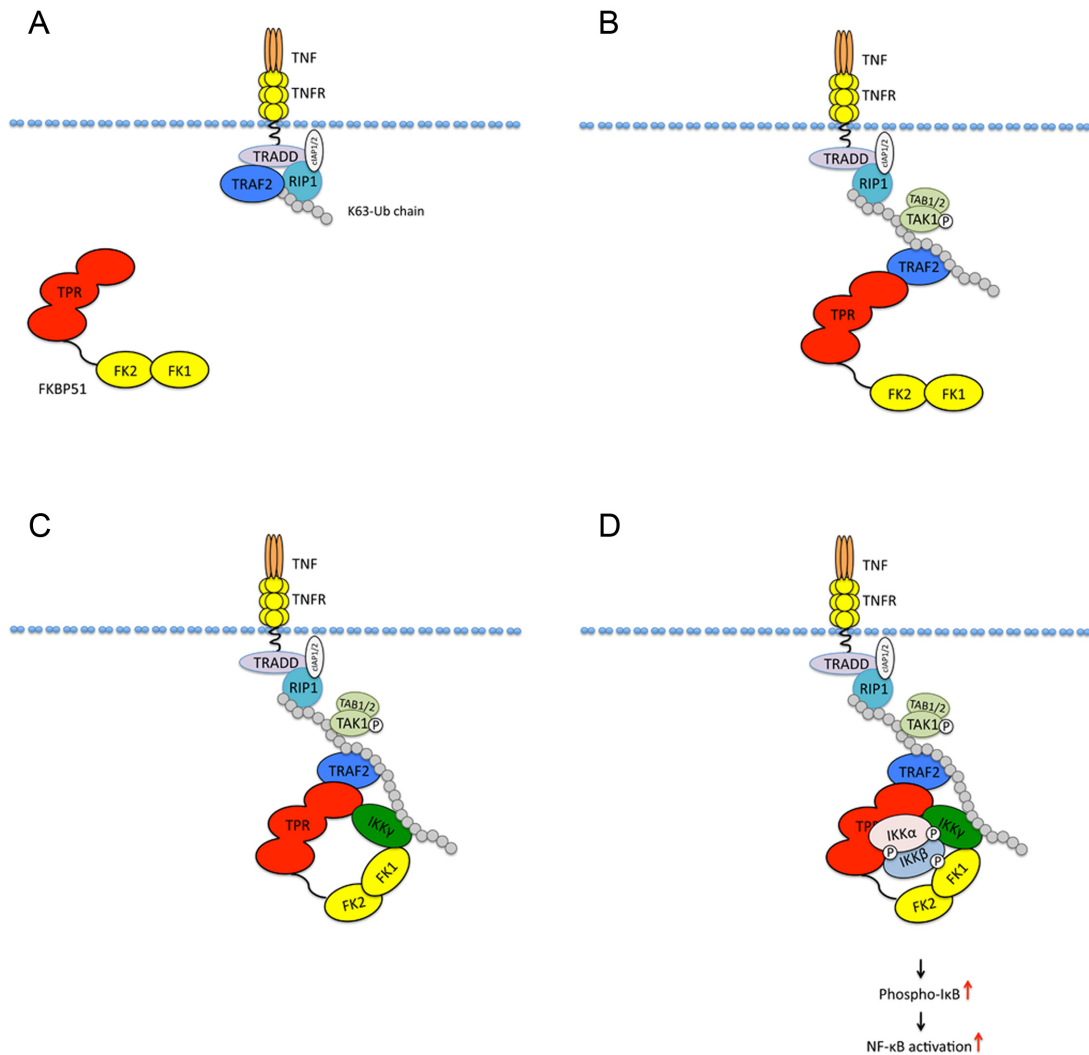 A
TNF
TNFR
cIAP1/2
TRADD
TRAF2
RIP1
K63-Ub chain
TPR
FK2
FK1
FKBP51
B
TNF
TNFR
cIAP1/2
TRADD
RIP1
TAB1/2
TAK1
P
TRAF2
TPR
FK2
FK1
C
TNF
TNFR
cIAP1/2
TRADD
RIP1
TAB1/2
TAK1
P
TRAF2
TPR
IKKγ
FK1
FK2
D
TNF
TNFR
cIAP1/2
TRADD
RIP1
TAB1/2
TAK1
P
TRAF2
TPR
IKKγ
IKKα
P
P
IKKβ
P
FK1
FK2
Phospho-IκB
NF-κB activation